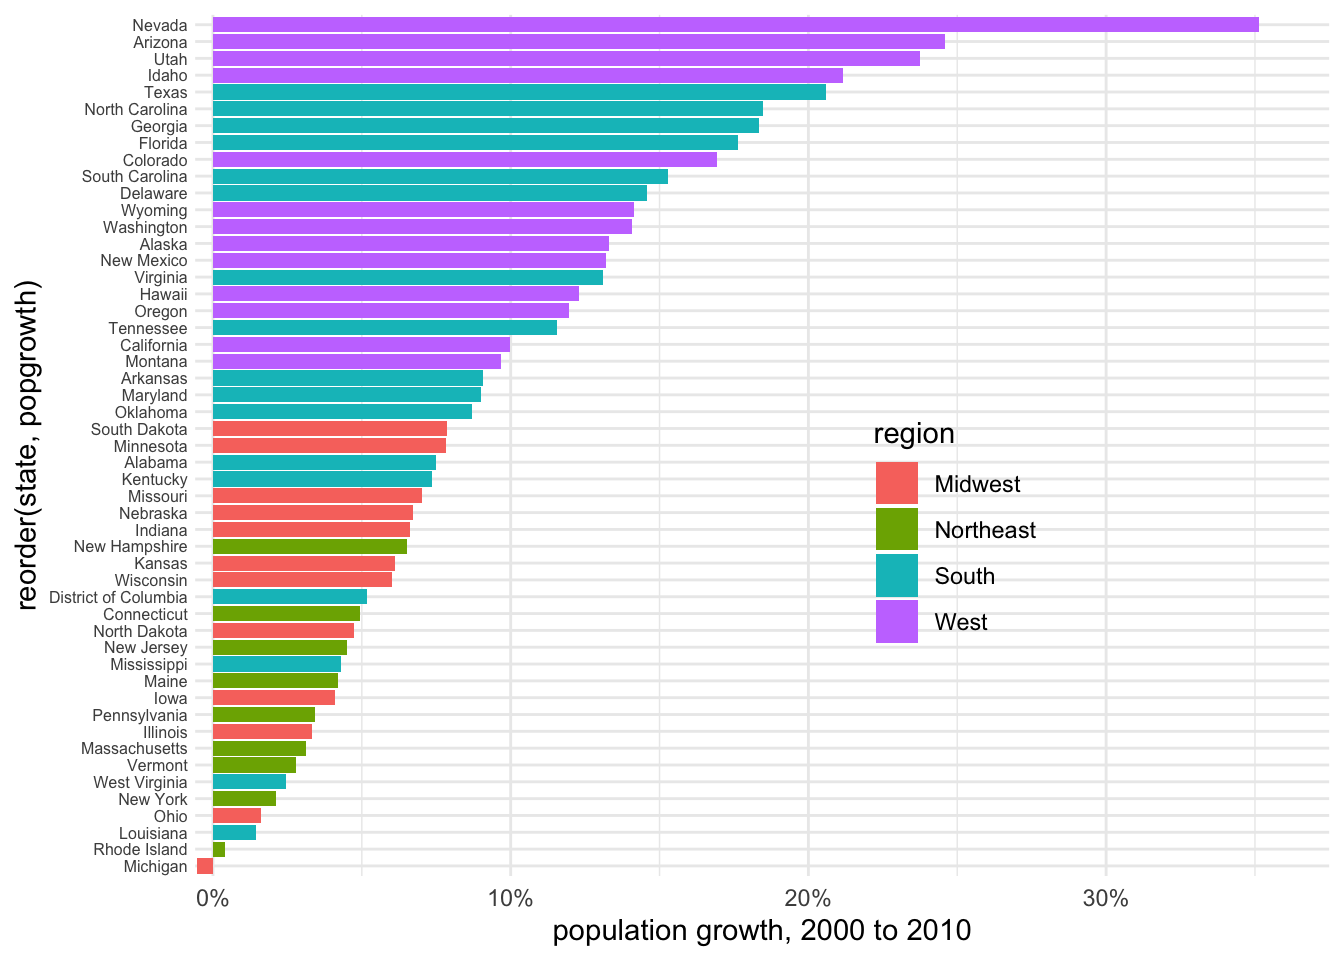 reorder(state, popgrowth)
Nevada
Arizona
Utah
Idaho
Texas
North Carolina
Georgia
Florida
Colorado
South Carolina
Delaware
Wyoming
Washington
Alaska
New Mexico
Virginia
Hawaii
Oregon
Tennessee
California
Montana
Arkansas
Maryland
Oklahoma
South Dakota
Minnesota
Alabama
Kentucky
Missouri
Nebraska
Indiana
New Hampshire
Kansas
Wisconsin
District of Columbia
Connecticut
North Dakota
New Jersey
Mississippi
Maine
Iowa
Pennsylvania
Illinois
Massachusetts
Vermont
West Virginia
New York
Ohio
Louisiana
Rhode Island
Michigan
region
Midwest
Northeast
South
West
0% 10% 20% 30%
population growth, 2000 to 2010